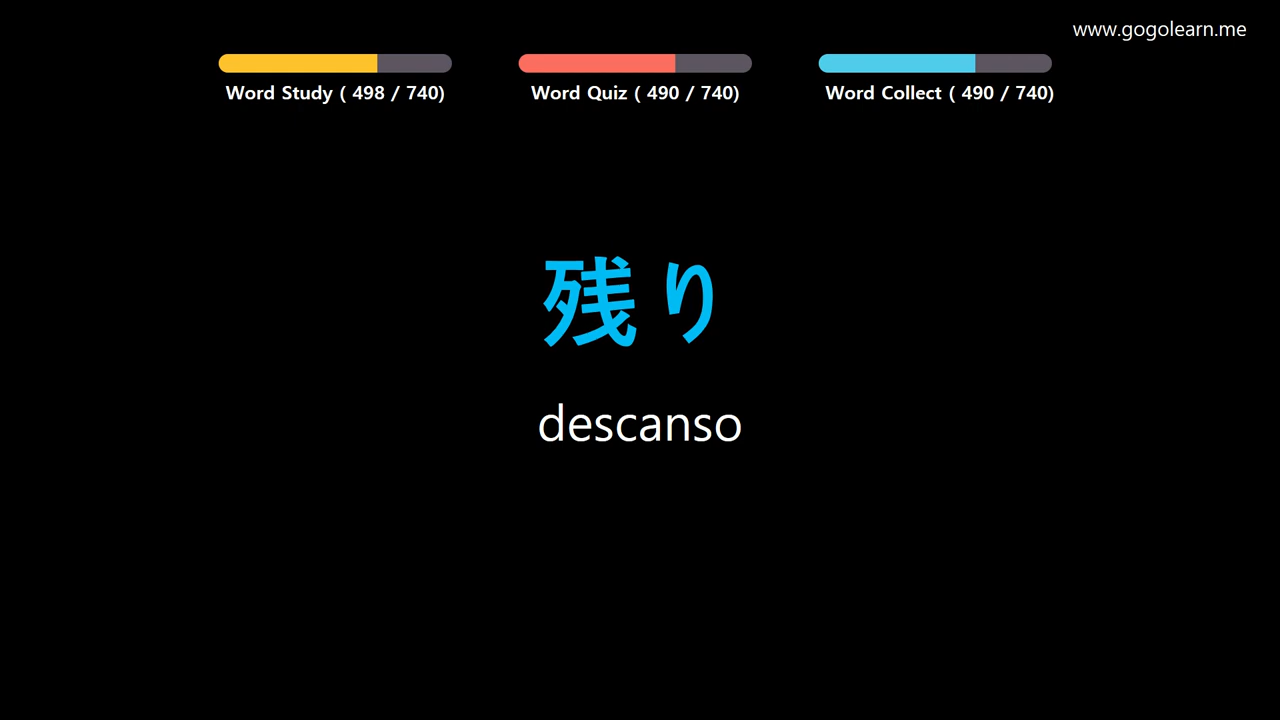 www.gogolearn.me
Word Study ( 498 / 740)
Word Quiz ( 490 / 740)
Word Collect ( 490 / 740)
残り
descanso